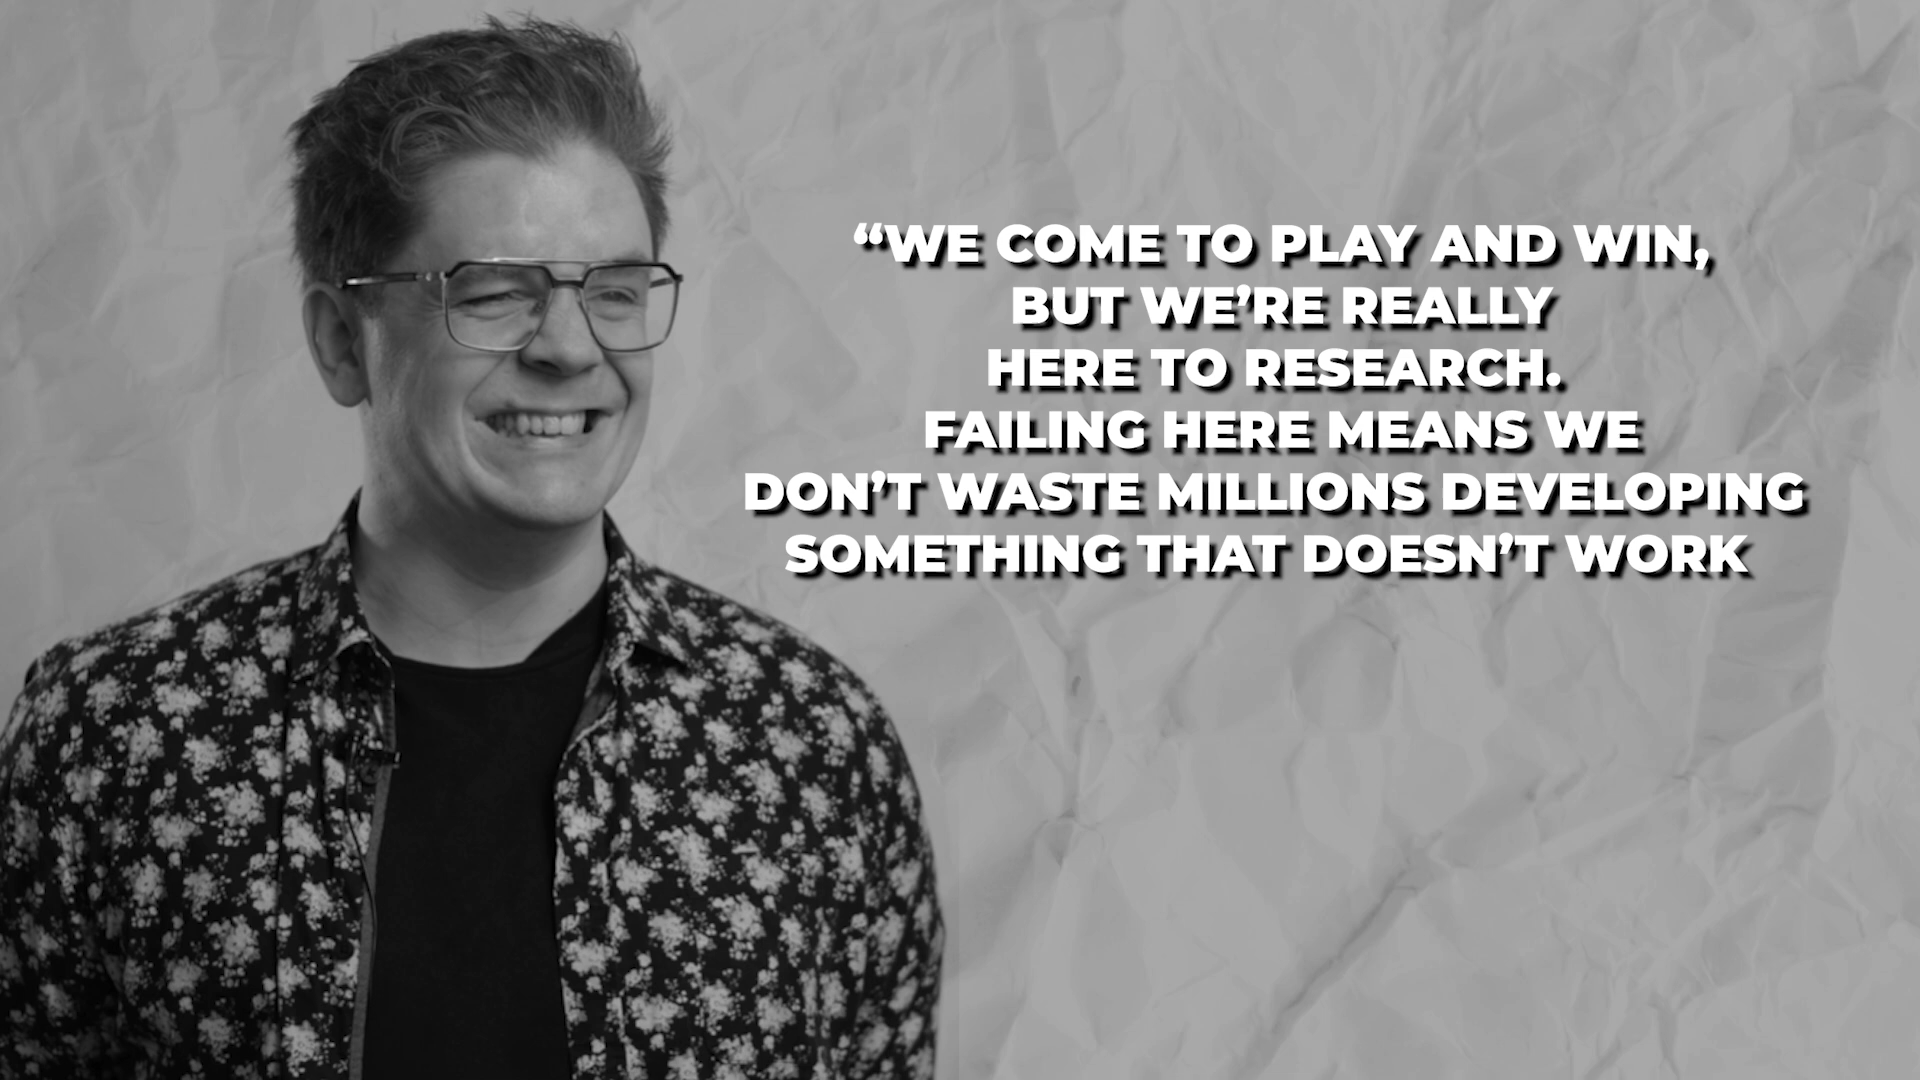 “WE COME TO PLAY AND WIN,
BUT WE’RE REALLY
HERE TO RESEARCH.
FAILING HERE MEANS WE
DON’T WASTE MILLIONS DEVELOPING
SOMETHING THAT DOESN’T WORK